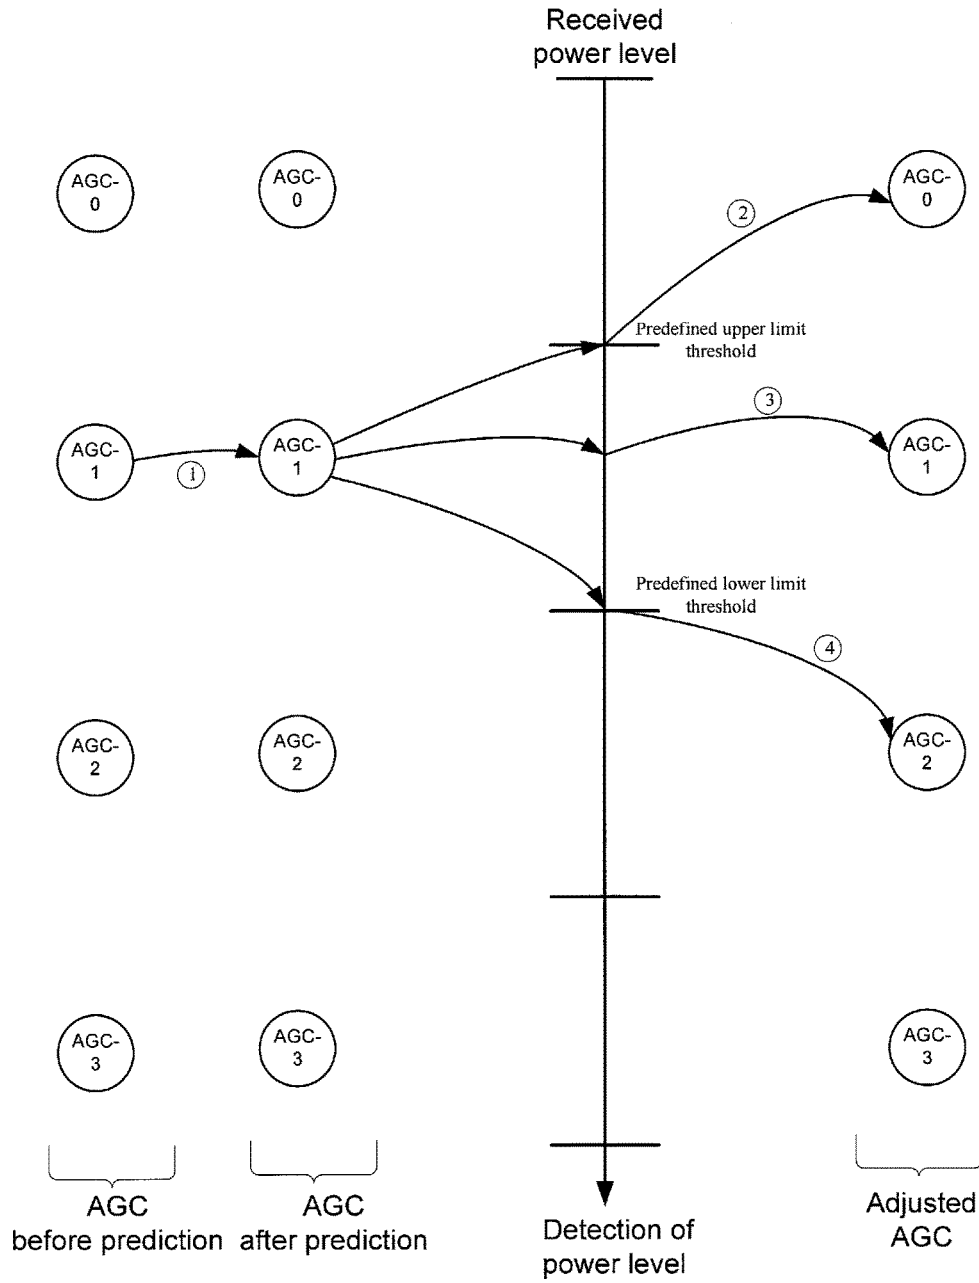 Received
power level
AGC-
0
AGC-
0
2
AGC-
0
Predefined upper limit
threshold
AGC-
1
1
AGC-
1
3
AGC-
1
Predefined lower limit
threshold
4
AGC-
2
AGC-
2
AGC-
2
AGC-
3
AGC-
3
AGC-
3
AGC
before prediction
AGC
after prediction
Detection of
power level
Adjusted
AGC